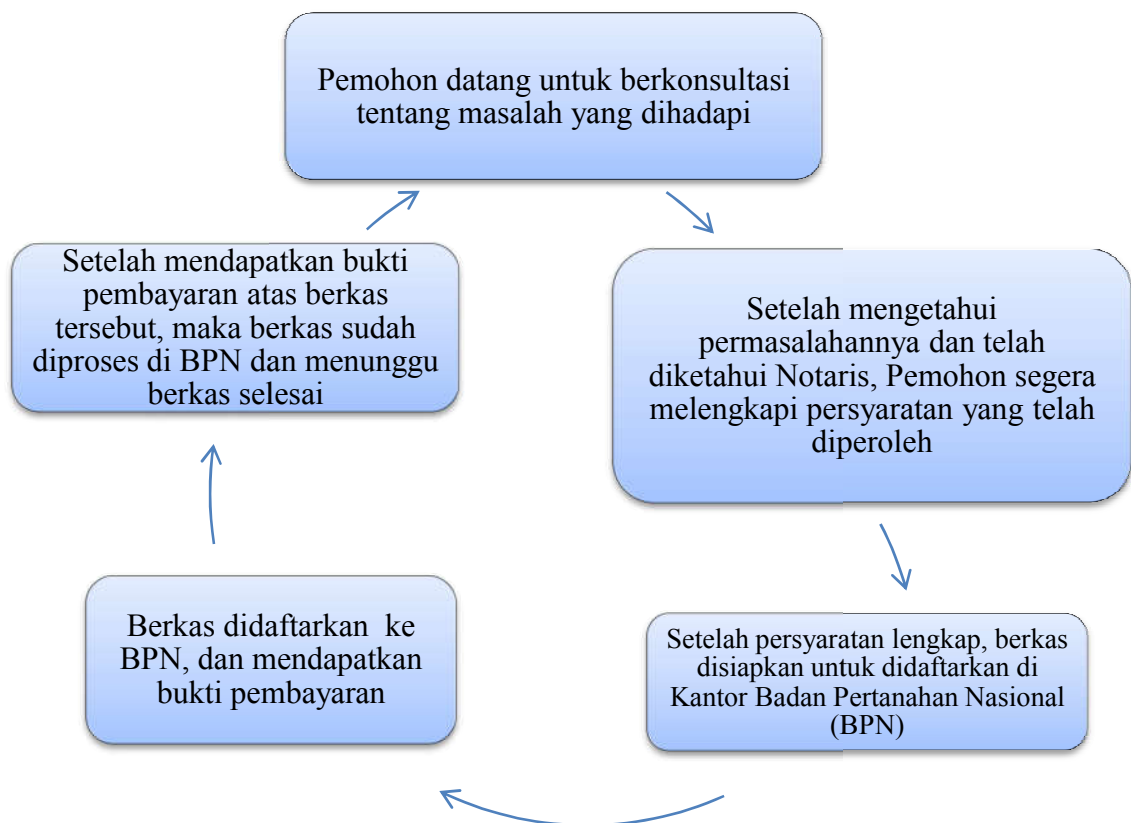 Pemohon datang untuk berkonsultasi
tentang masalah yang dihadapi
Setelah mengetahui
permasalahannya dan telah
diketahui Notaris, Pemohon segera
melengkapi persyaratan yang telah
diperoleh
Setelah persyaratan lengkap, berkas
disiapkan untuk didaftarkan di
Kantor Badan Pertanahan Nasional
(BPN)
Berkas didaftarkan ke
BPN, dan mendapatkan
bukti pembayaran
Setelah mendapatkan bukti
pembayaran atas berkas
tersebut, maka berkas sudah
diproses di BPN dan menunggu
berkas selesai